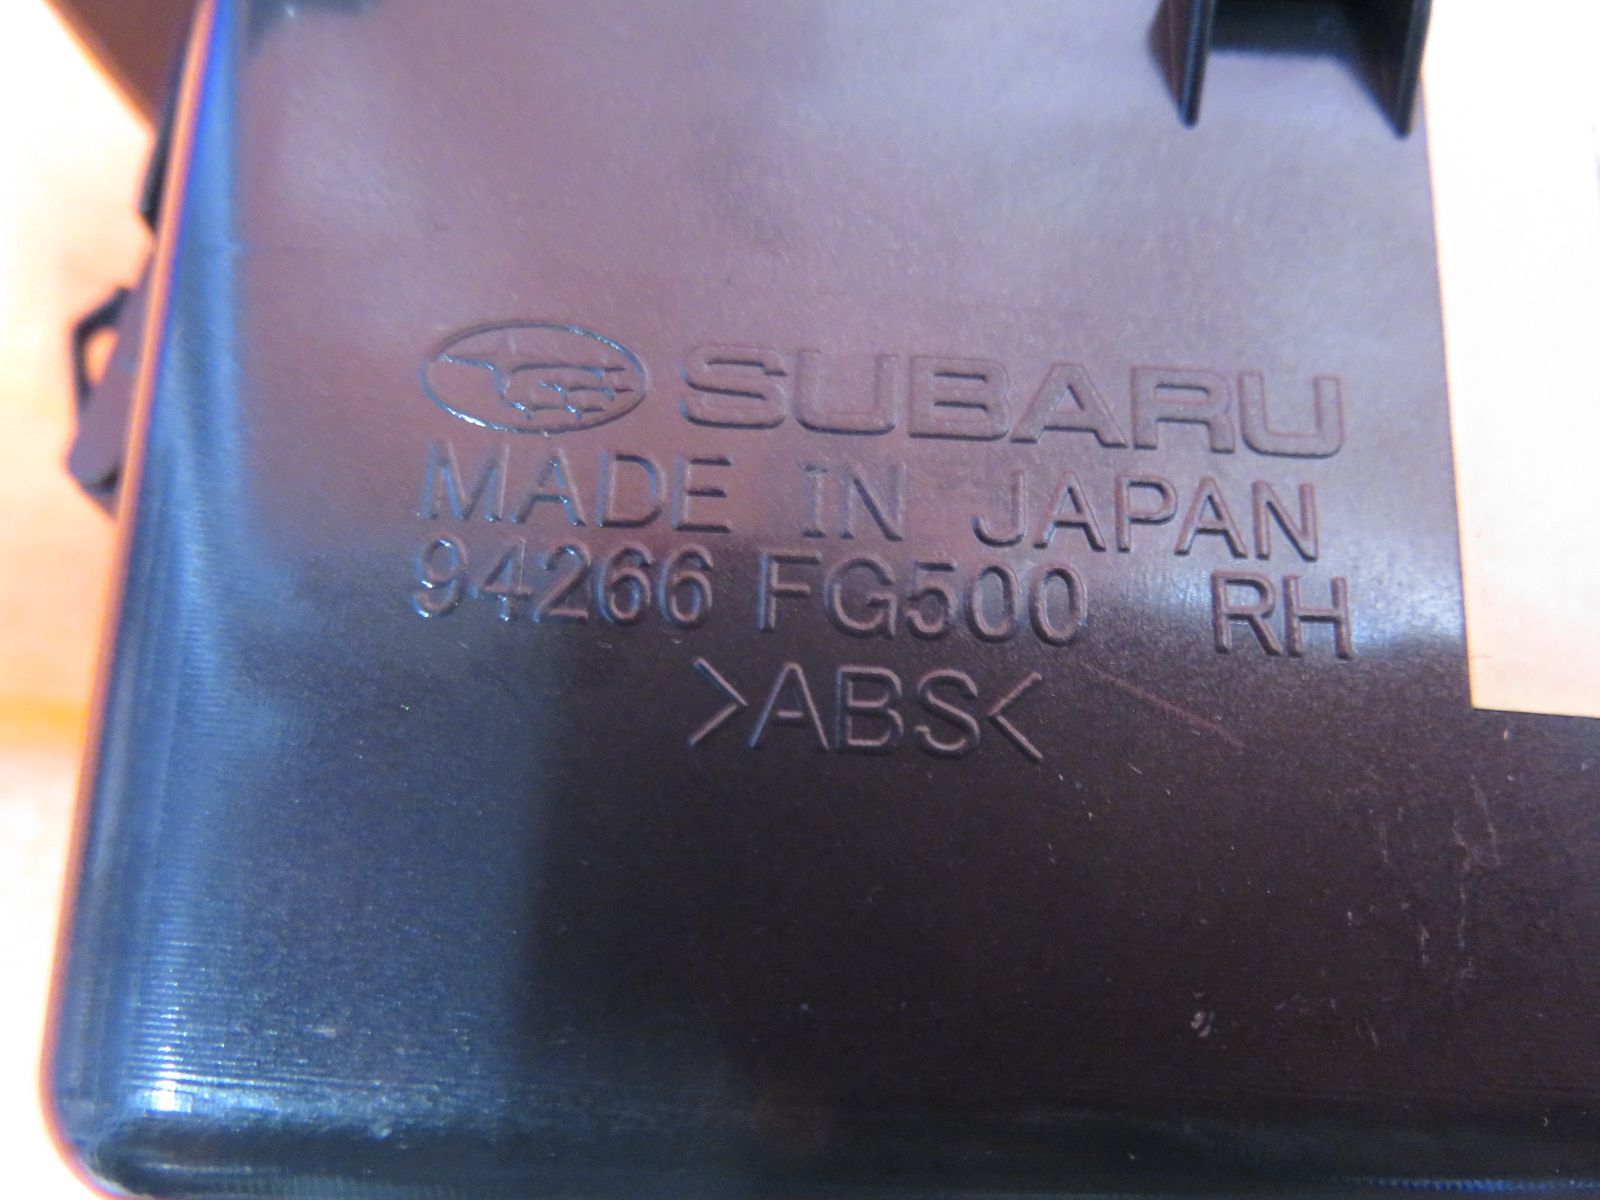 SUBARU
MADE IN JAPAN
94266 FG500 RH
>ABS<